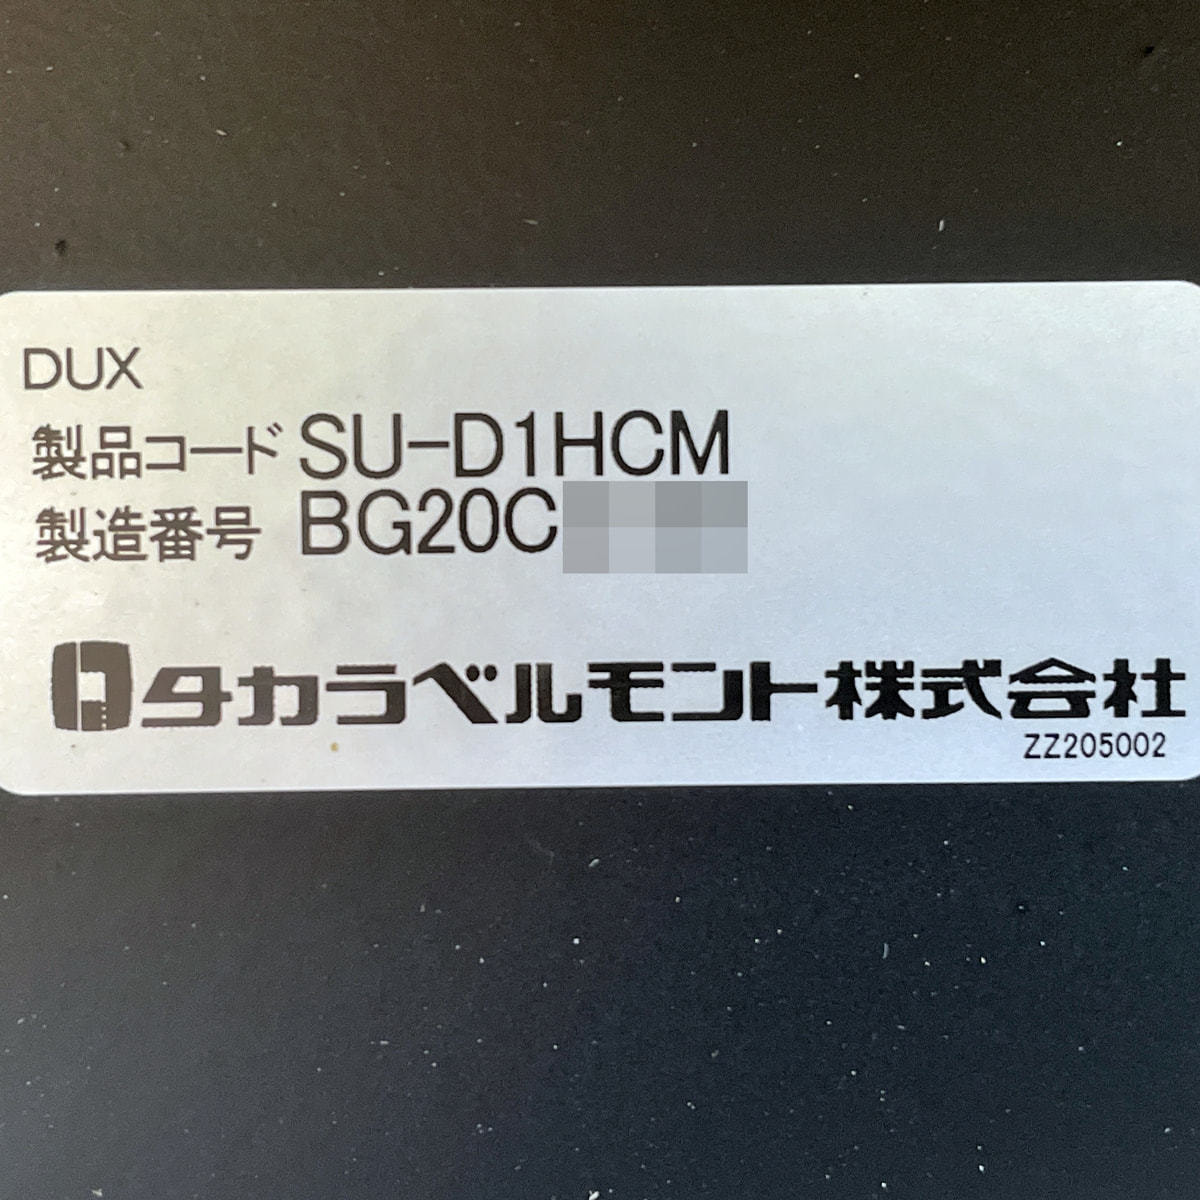 DUX
製品コード SU-D1HCM
製造番号 BG20C
タカラベルモント株式会社
ZZ205002